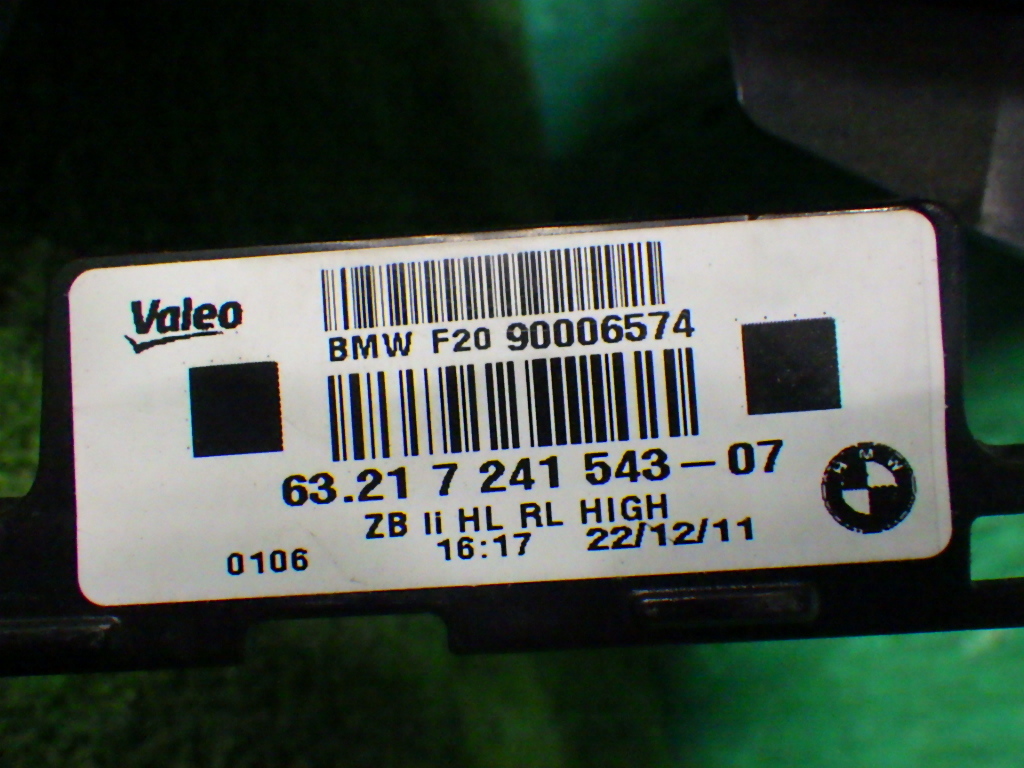 Valeo
BMW F20 90006574
63.21 7 241 543-07
ZB li HL RL HIGH
16:17 22/12/11
0106
BMW